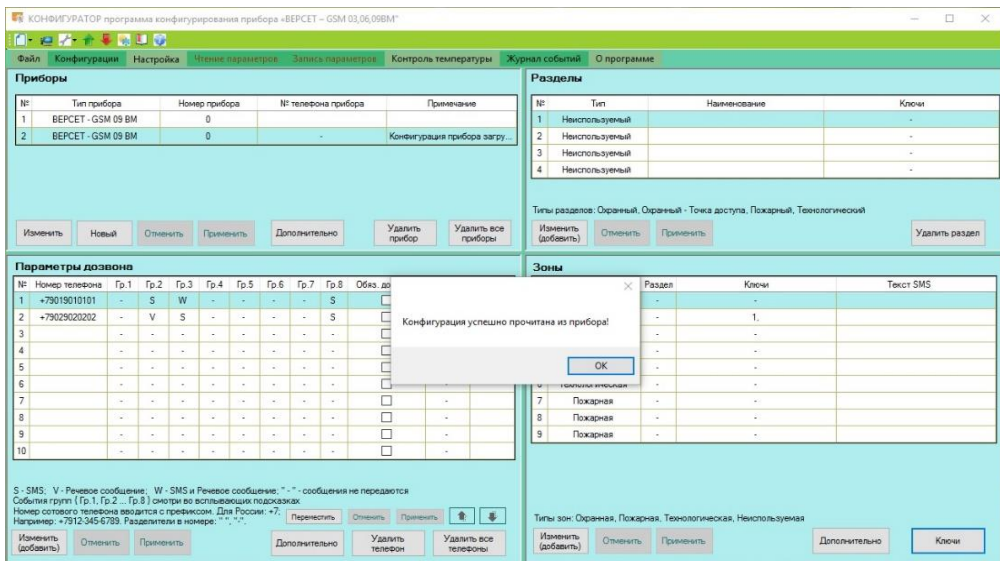 КОНФИГУРАТОР программа конфигурирования прибора «ВЕРСЕТ – GSM 03,06,09ВМ"
Файл Конфигурации Настройка Чтение параметров Запись параметров Контроль температуры Журнал событий О программе
Приборы
№ Тип прибора Номер прибора № телефона прибора Примечание
1 ВЕРСЕТ - GSM 09 ВМ 0
2 ВЕРСЕТ - GSM 09 ВМ 0 - Конфигурация прибора загру...
Изменить Новый Отменить Применить Дополнительно Удалить прибор Удалить все приборы
Разделы
№ Тип Наименование Ключи
1 Неиспользуемый -
2 Неиспользуемый -
3 Неиспользуемый -
4 Неиспользуемый -
Типы разделов: Охранный, Охранный - Точка доступа, Пожарный, Технологический
Изменить (добавить) Отменить Применить Удалить раздел
Параметры дозвона
№ Номер телефона Гр.1 Гр.2 Гр.3 Гр.4 Гр.5 Гр.6 Гр.7 Гр.8 Обяз. до
1 +79019010101 - S W - - - - S
2 +79029020202 - V S - - - - S
3 - - - - - - - -
4 - - - - - - - -
5 - - - - - - - -
6 - - - - - - - -
7 - - - - - - - - -
8 - - - - - - - - -
9 - - - - - - - - -
10 - - - - - - - - -
S - SMS; V - Речевое сообщение; W - SMS и Речевое сообщение; " - " - сообщения не передаются
События групп (Гр.1, Гр.2 ... Гр.8) смотри во всплывающих подсказках
Номер сотового телефона вводится с префиксом. Для России: +7;
Например: +7912-345-6789. Разделители в номере: " ", "-".
Переместить Отменить Применить
Изменить (добавить) Отменить Применить Дополнительно Удалить телефон Удалить все телефоны
Зоны
Раздел Ключи Текст SMS
- -
- 1,
- -
- -
- -
6 Технологическая - -
7 Пожарная - -
8 Пожарная - -
9 Пожарная - -
Типы зон: Охранная, Пожарная, Технологическая, Неиспользуемая
Изменить (добавить) Отменить Применить Дополнительно Ключи
Конфигурация успешно прочитана из прибора!
OK